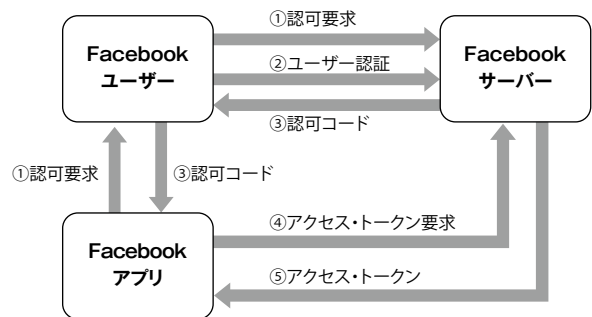 ①認可要求
Facebook
ユーザー
Facebook
サーバー
②ユーザー認証
③認可コード
①認可要求
③認可コード
④アクセス・トークン要求
Facebook
アプリ
⑤アクセス・トークン